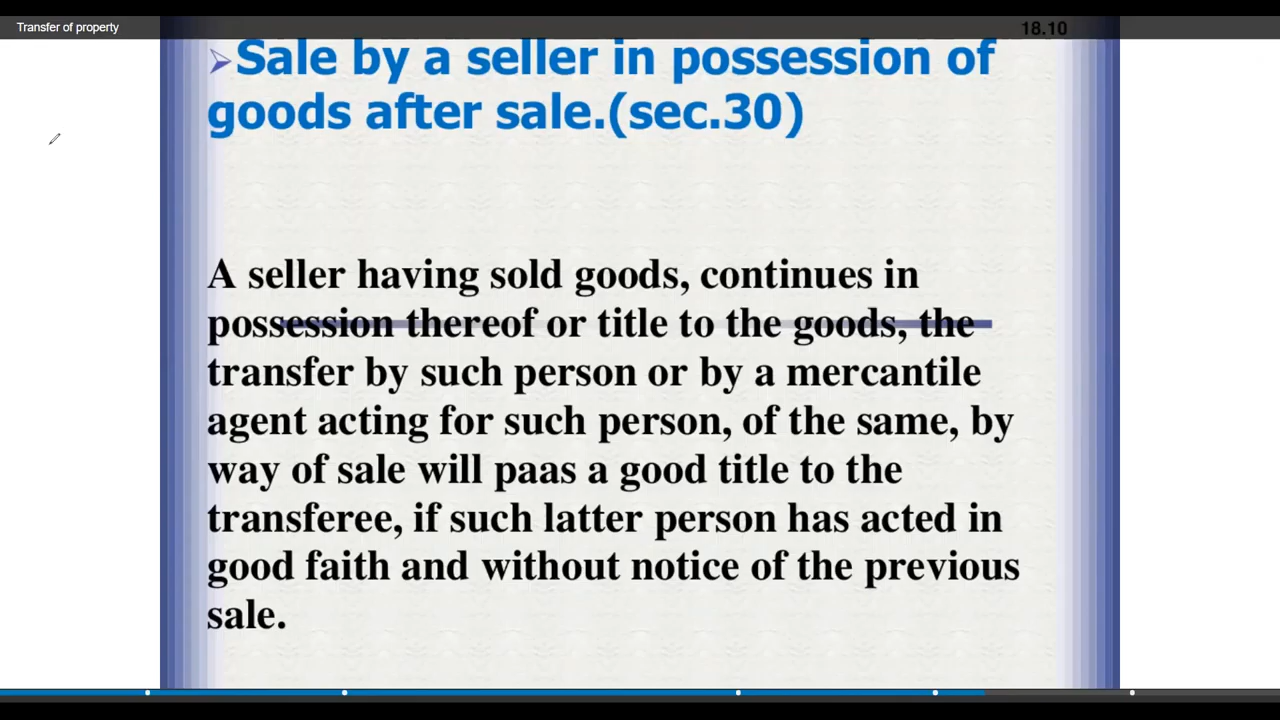 Transfer of property
18.10
➢Sale by a seller in possession of
goods after sale.(sec.30)
A seller having sold goods, continues in
possession thereof or title to the goods, the
transfer by such person or by a mercantile
agent acting for such person, of the same, by
way of sale will paas a good title to the
transferee, if such latter person has acted in
good faith and without notice of the previous
sale.